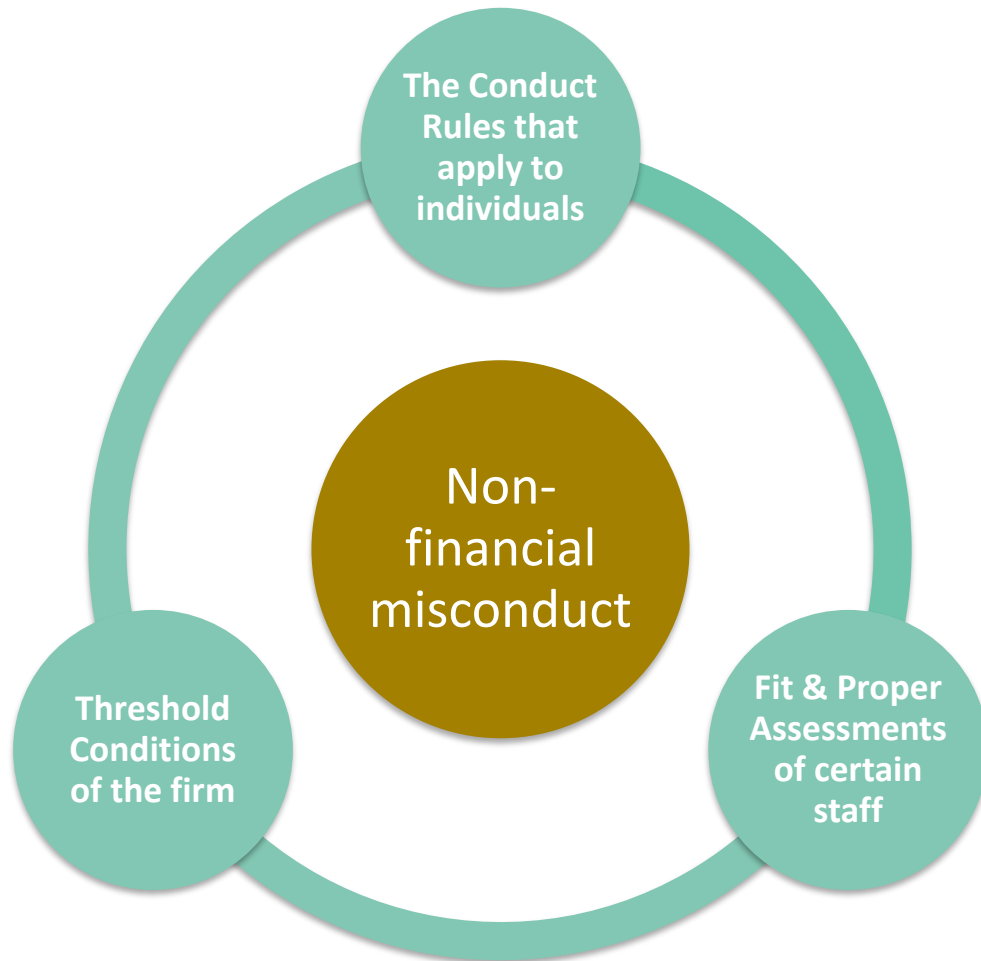 The Conduct
Rules that
apply to
individuals
Non-
financial
misconduct
Threshold
Conditions
of the firm
Fit & Proper
Assessments
of certain
staff